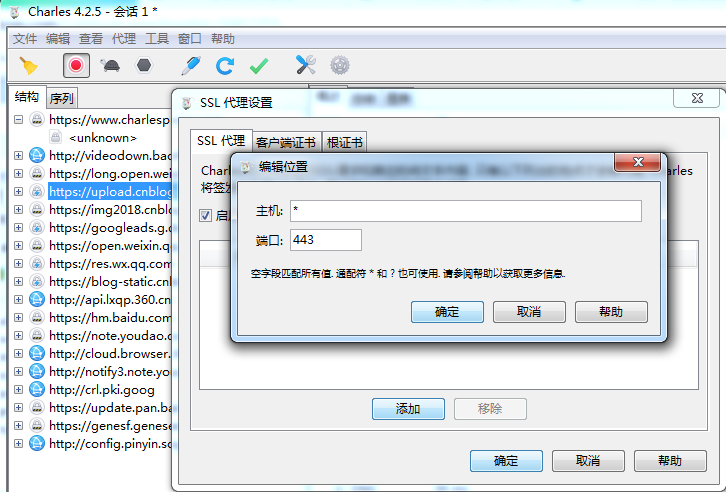 Charles 4.2.5 - 会话 1 *
文件 编辑 查看 代理 工具 窗口 帮助
结构 序列
https://www.charlesp
<unknown>
http://videodown.bao
https://long.open.wei
https://upload.cnblog
https://img2018.cnblo
https://googleads.g.d
https://open.weixin.q
https://res.wx.qq.com
https://blog-static.cnl
http://api.lxqp.360.cn
https://hm.baidu.com
https://note.youdao.c
http://cloud.browser.
http://notify3.note.yo
http://crl.pki.goog
https://update.pan.ba
https://genesf.genese
http://config.pinyin.so
SSL 代理设置
SSL 代理 客户端证书 根证书
Charl
harles
将签发
启
编辑位置
主机: *
端口: 443
空字段匹配所有值. 通配符 * 和 ? 也可使用. 请参阅帮助以获取更多信息.
确定 取消 帮助
添加 移除
确定 取消 帮助